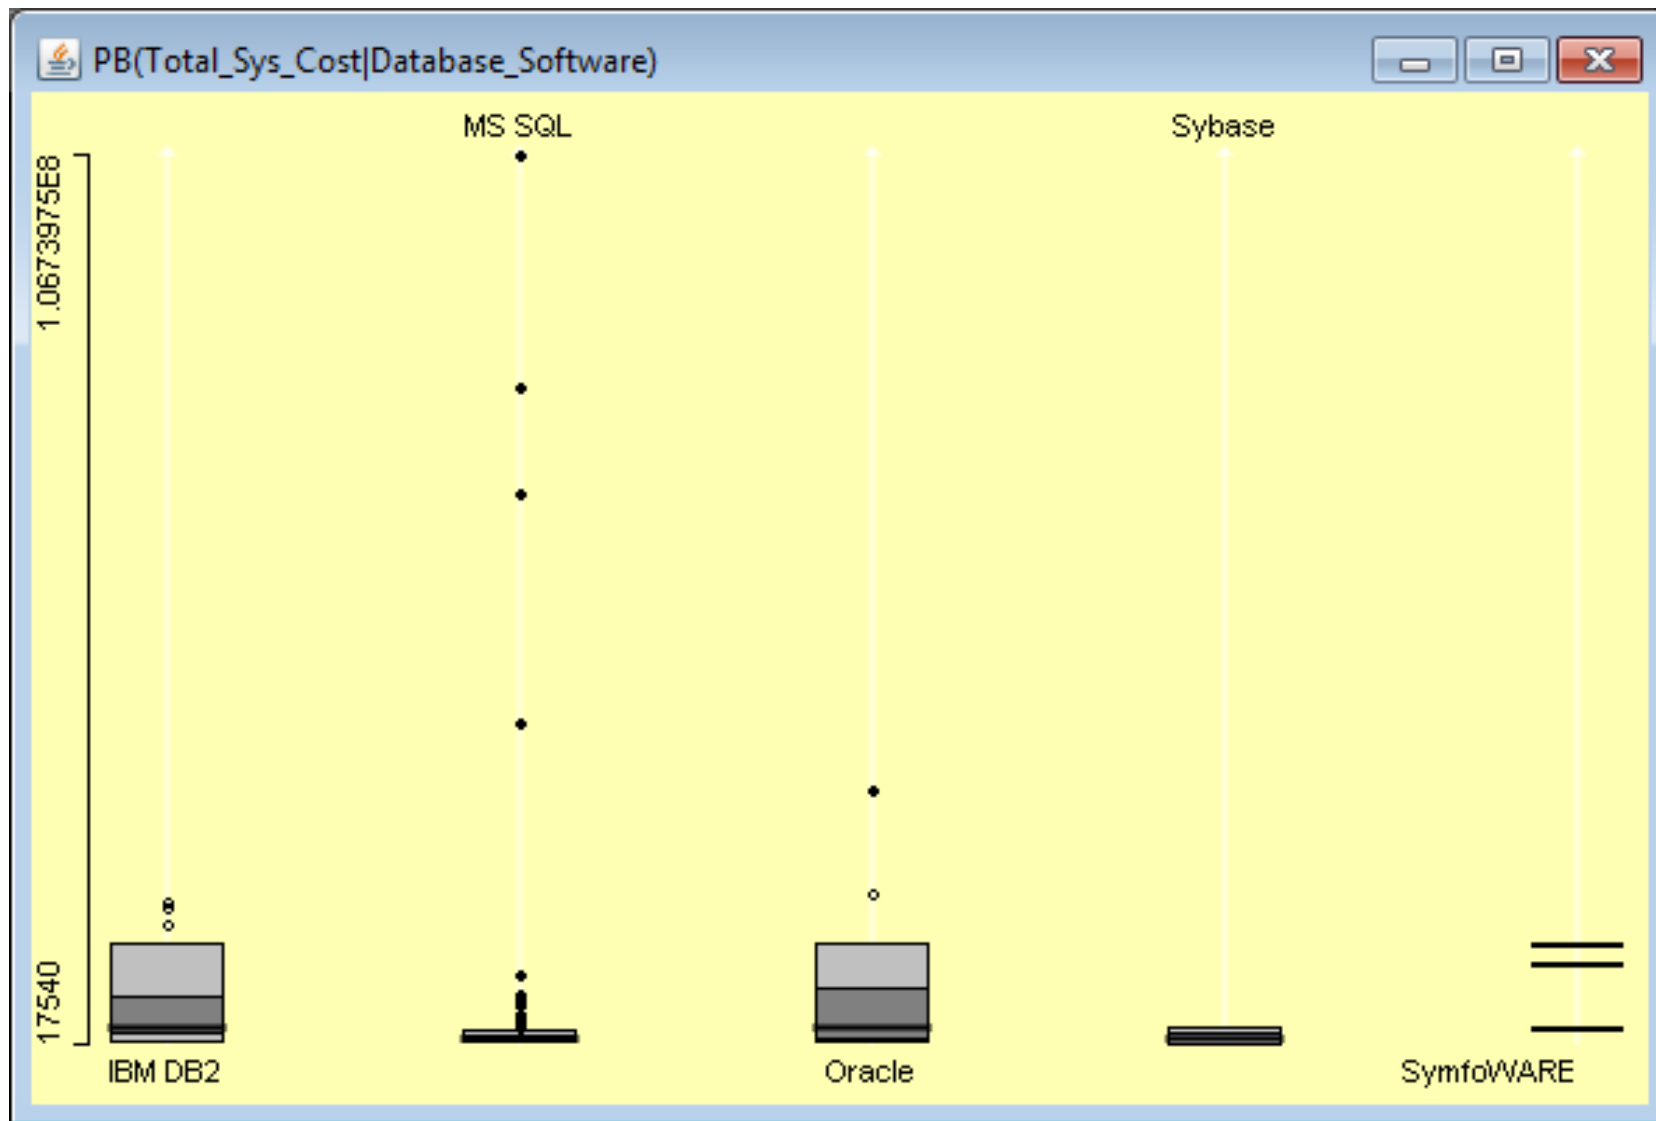 PB(Total_Sys_Cost|Database_Software)
MS SQL
Sybase
1.0673975E8
17540
IBM DB2
Oracle
SymfoWARE